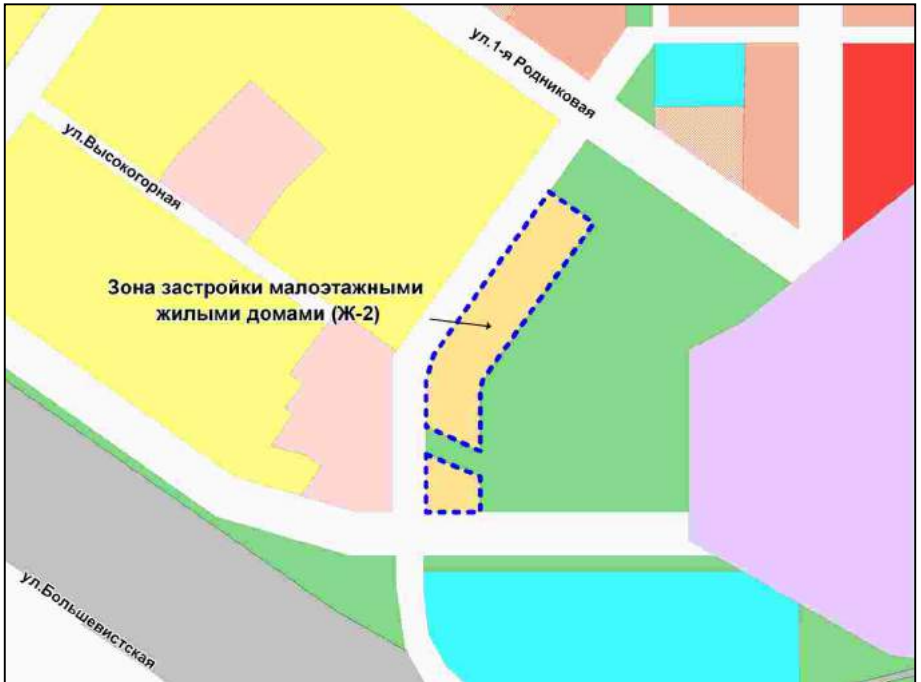 ул.1-я Родниковая
ул.Высокогорная
Зона застройки малоэтажными
жилыми домами (Ж-2)
ул.Большевистская